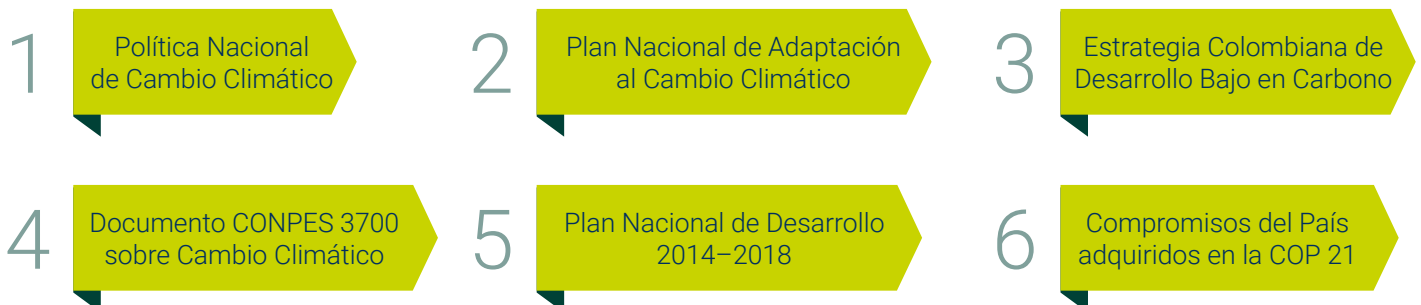 1
Política Nacional
de Cambio Climático
2
Plan Nacional de Adaptación
al Cambio Climático
3
Estrategia Colombiana de
Desarrollo Bajo en Carbono
4
Documento CONPES 3700
sobre Cambio Climático
5
Plan Nacional de Desarrollo
2014–2018
6
Compromisos del País
adquiridos en la COP 21